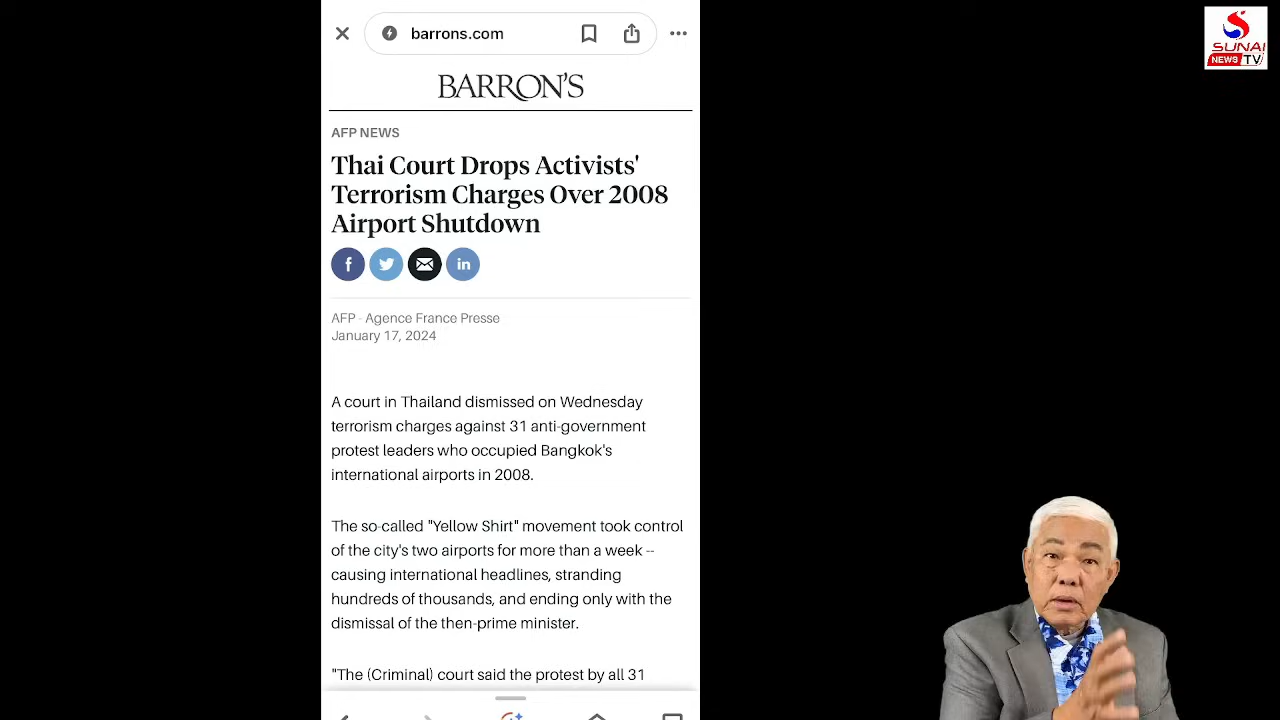 barrons.com
SUNAI
NEWS TV
BARRON'S
AFP NEWS
Thai Court Drops Activists'
Terrorism Charges Over 2008
Airport Shutdown
AFP - Agence France Presse
January 17, 2024
A court in Thailand dismissed on Wednesday
terrorism charges against 31 anti-government
protest leaders who occupied Bangkok's
international airports in 2008.
The so-called "Yellow Shirt" movement took control
of the city's two airports for more than a week --
causing international headlines, stranding
hundreds of thousands, and ending only with the
dismissal of the then-prime minister.
"The (Criminal) court said the protest by all 31